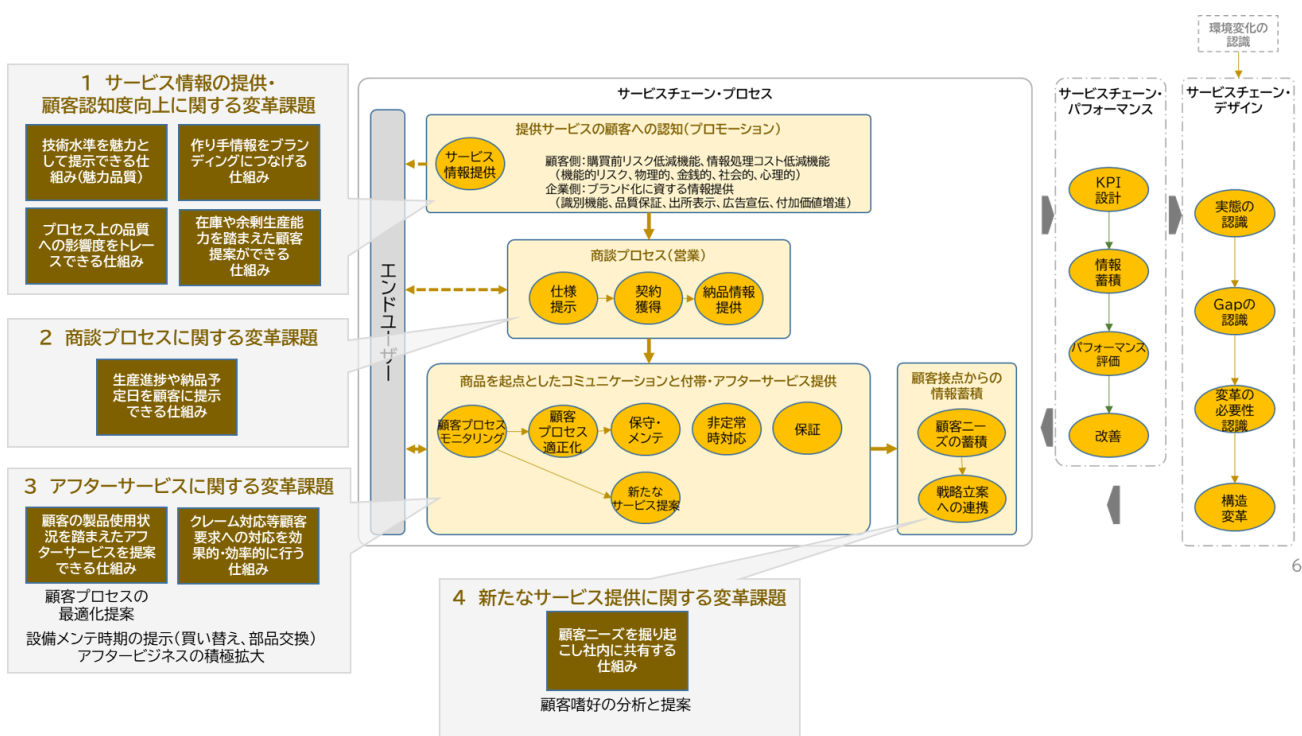 環境変化の
認識
1 サービス情報の提供・
顧客認知度向上に関する変革課題
技術水準を魅力と
して提示できる仕
組み(魅力品質)
作り手情報をブラン
ディングにつなげる
仕組み
プロセス上の品質
への影響度をトレー
スできる仕組み
在庫や余剰生産能
力を踏まえた顧客
提案ができる
仕組み
2 商談プロセスに関する変革課題
生産進捗や納品予
定日を顧客に提示
できる仕組み
3 アフターサービスに関する変革課題
顧客の製品使用状
況を踏まえたアフ
ターサービスを提案
できる仕組み
クレーム対応等顧客
要求への対応を効
果的・効率的に行う
仕組み
顧客プロセスの
最適化提案
設備メンテ時期の提示(買い替え、部品交換)
アフタービジネスの積極拡大
サービスチェーン・プロセス
エンドユーザー
提供サービスの顧客への認知(プロモーション)
サービス
情報提供
顧客側:購買前リスク低減機能、情報処理コスト低減機能
(機能的リスク、物理的、金銭的、社会的、心理的)
企業側:ブランド化に資する情報提供
(識別機能、品質保証、出所表示、広告宣伝、付加価値増進)
商談プロセス(営業)
仕様
提示
契約
獲得
納品情報
提供
商品を起点としたコミュニケーションと付帯・アフターサービス提供
顧客プロセス
モニタリング
顧客
プロセス
適正化
保守・
メンテ
非定常
時対応
保証
新たな
サービス提案
顧客接点からの
情報蓄積
顧客ニー
ズの蓄積
戦略立案
への連携
4 新たなサービス提供に関する変革課題
顧客ニーズを掘り起
こし社内に共有する
仕組み
顧客嗜好の分析と提案
サービスチェーン・
パフォーマンス
KPI
設計
情報
蓄積
パフォーマンス
評価
改善
サービスチェーン・
デザイン
実態の
認識
Gapの
認識
変革の
必要性
認識
構造
変革
6